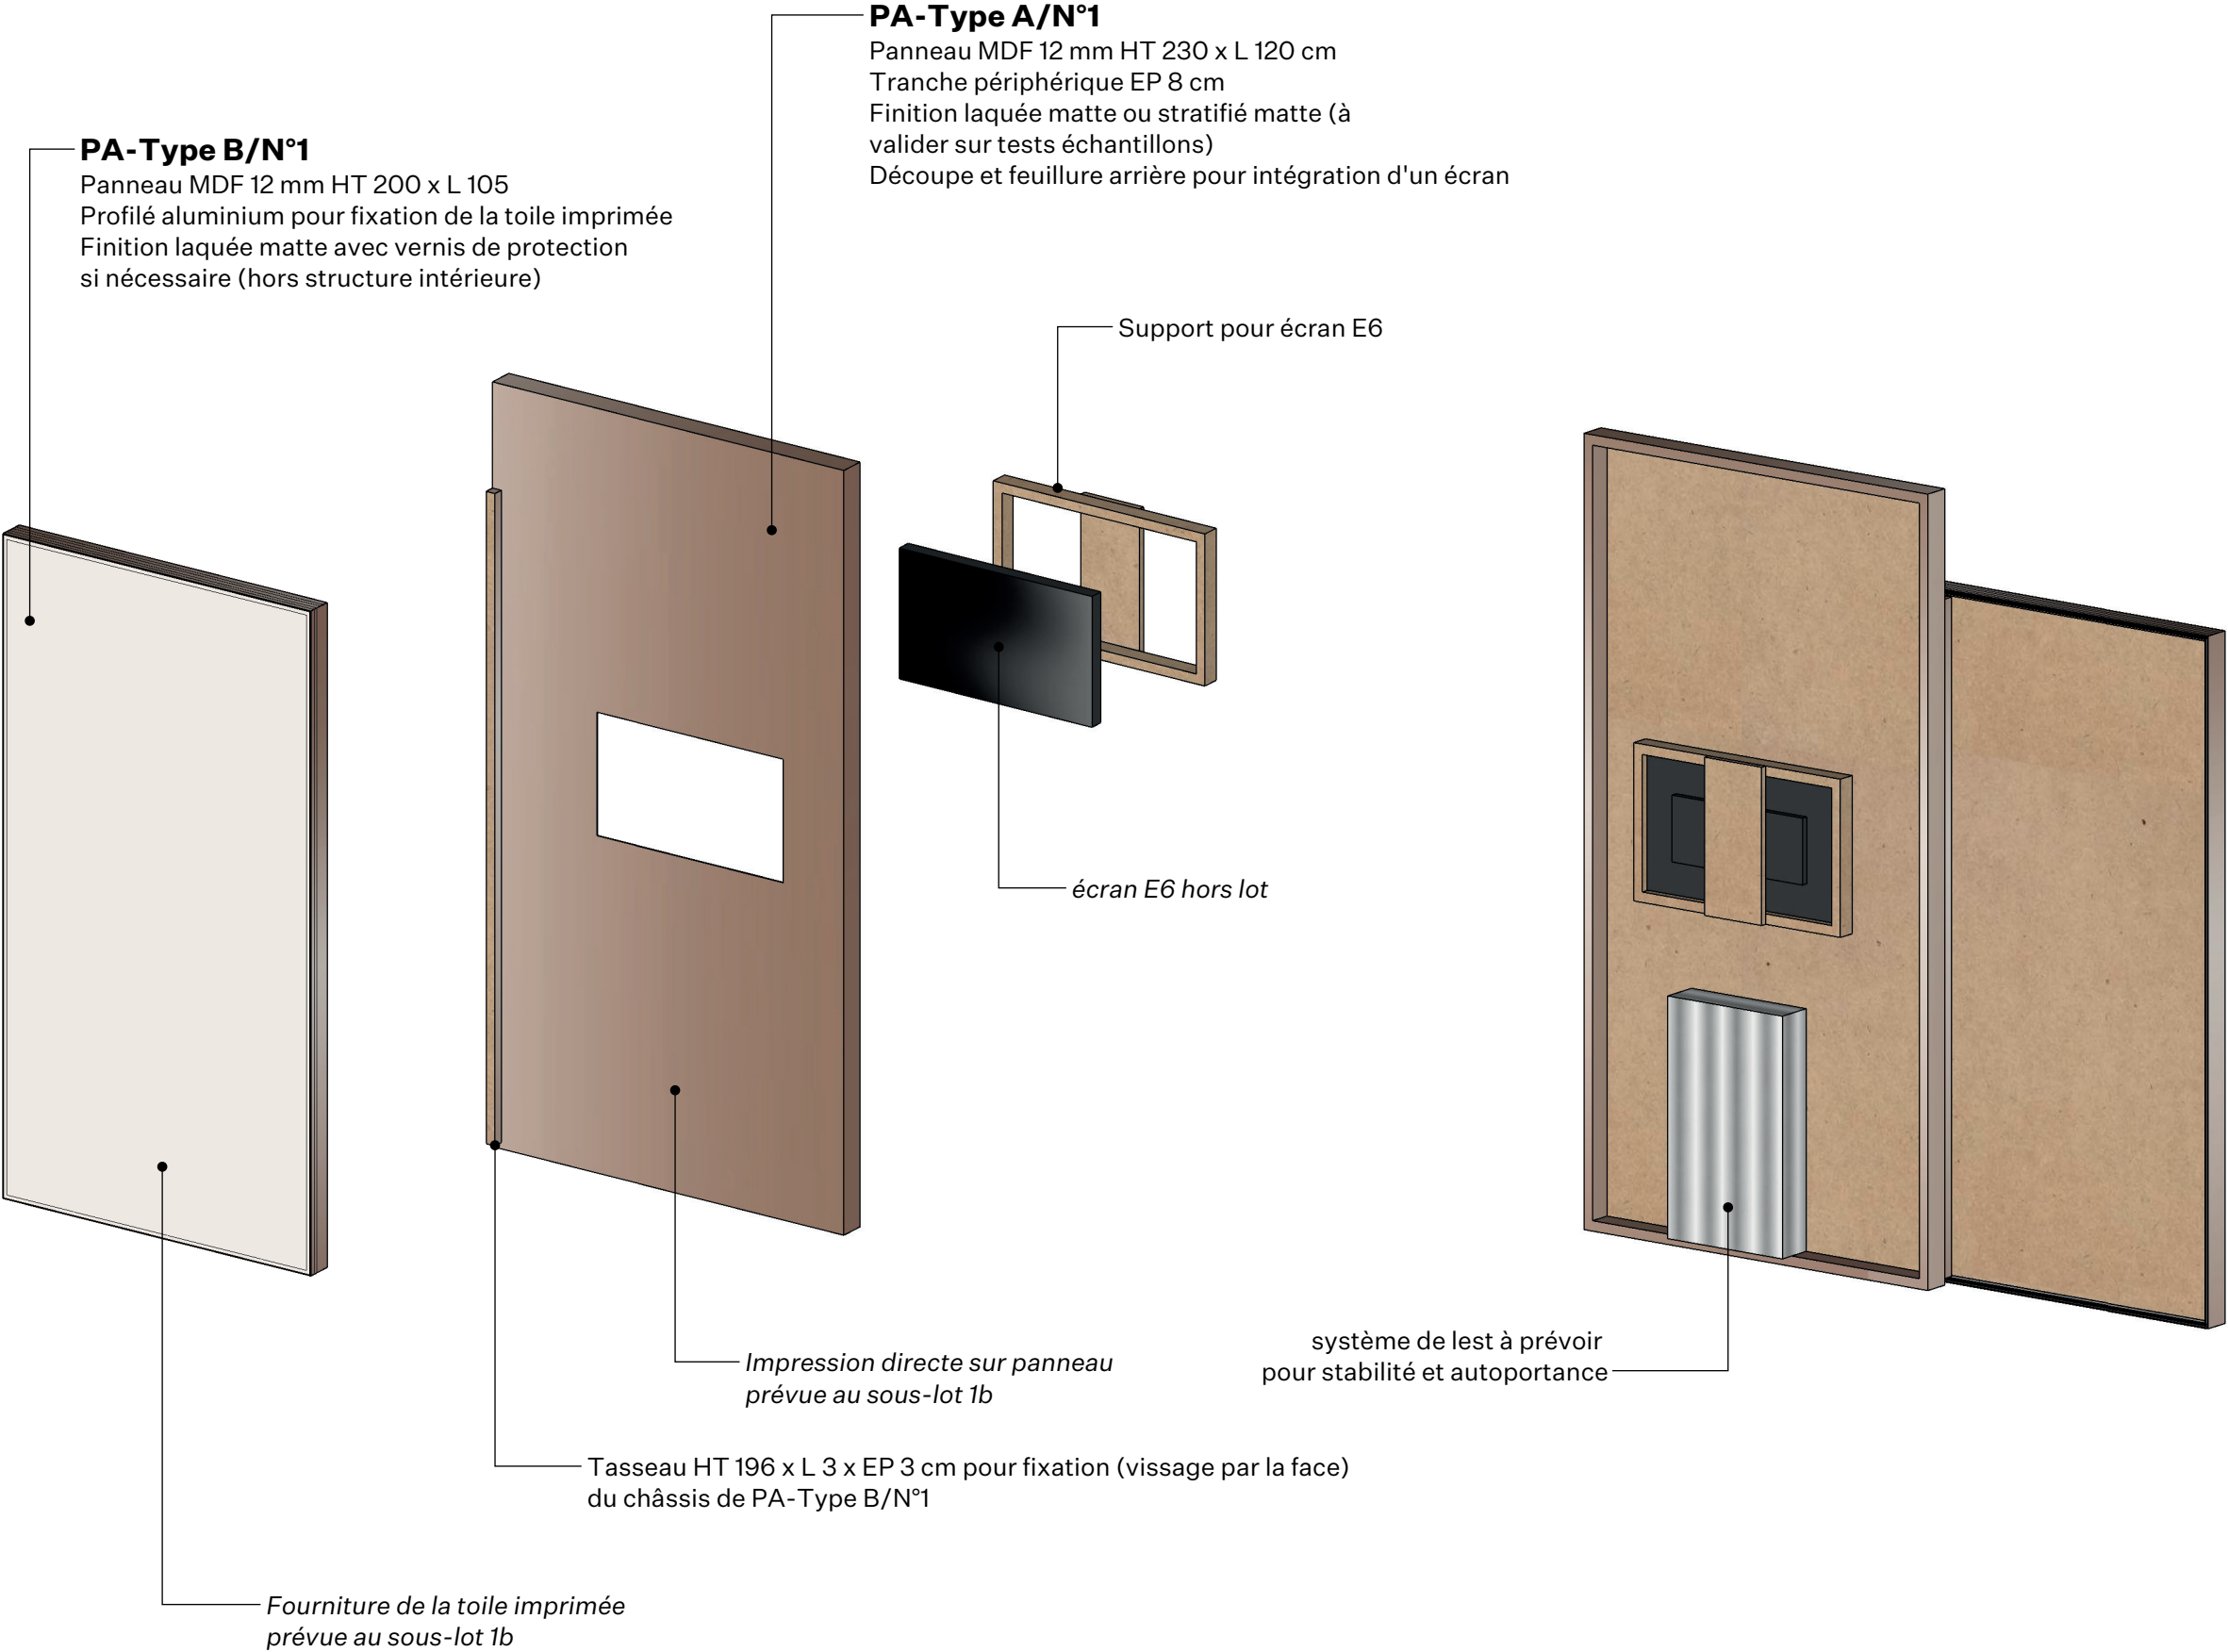 PA-Type A/N°1
Panneau MDF 12 mm HT 230 x L 120 cm
Tranche périphérique EP 8 cm
Finition laquée matte ou stratifié matte (à
valider sur tests échantillons)
Découpe et feuillure arrière pour intégration d'un écran
PA-Type B/N°1
Panneau MDF 12 mm HT 200 x L 105
Profilé aluminium pour fixation de la toile imprimée
Finition laquée matte avec vernis de protection
si nécessaire (hors structure intérieure)
Support pour écran E6
écran E6 hors lot
système de lest à prévoir
pour stabilité et autoportance
Impression directe sur panneau
prévue au sous-lot 1b
Tasseau HT 196 x L 3 x EP 3 cm pour fixation (vissage par la face)
du châssis de PA-Type B/N°1
Fourniture de la toile imprimée
prévue au sous-lot 1b